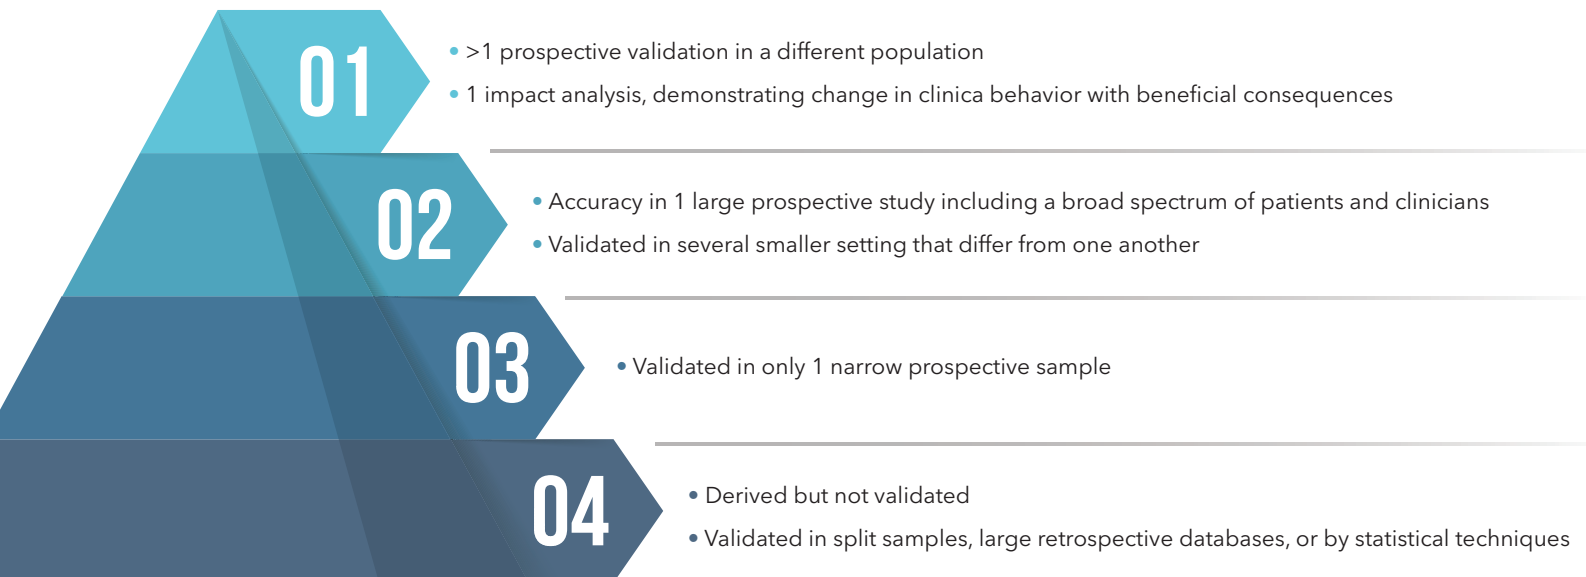 01
• >1 prospective validation in a different population
• 1 impact analysis, demonstrating change in clinica behavior with beneficial consequences
02
• Accuracy in 1 large prospective study including a broad spectrum of patients and clinicians
• Validated in several smaller setting that differ from one another
03
• Validated in only 1 narrow prospective sample
04
• Derived but not validated
• Validated in split samples, large retrospective databases, or by statistical techniques